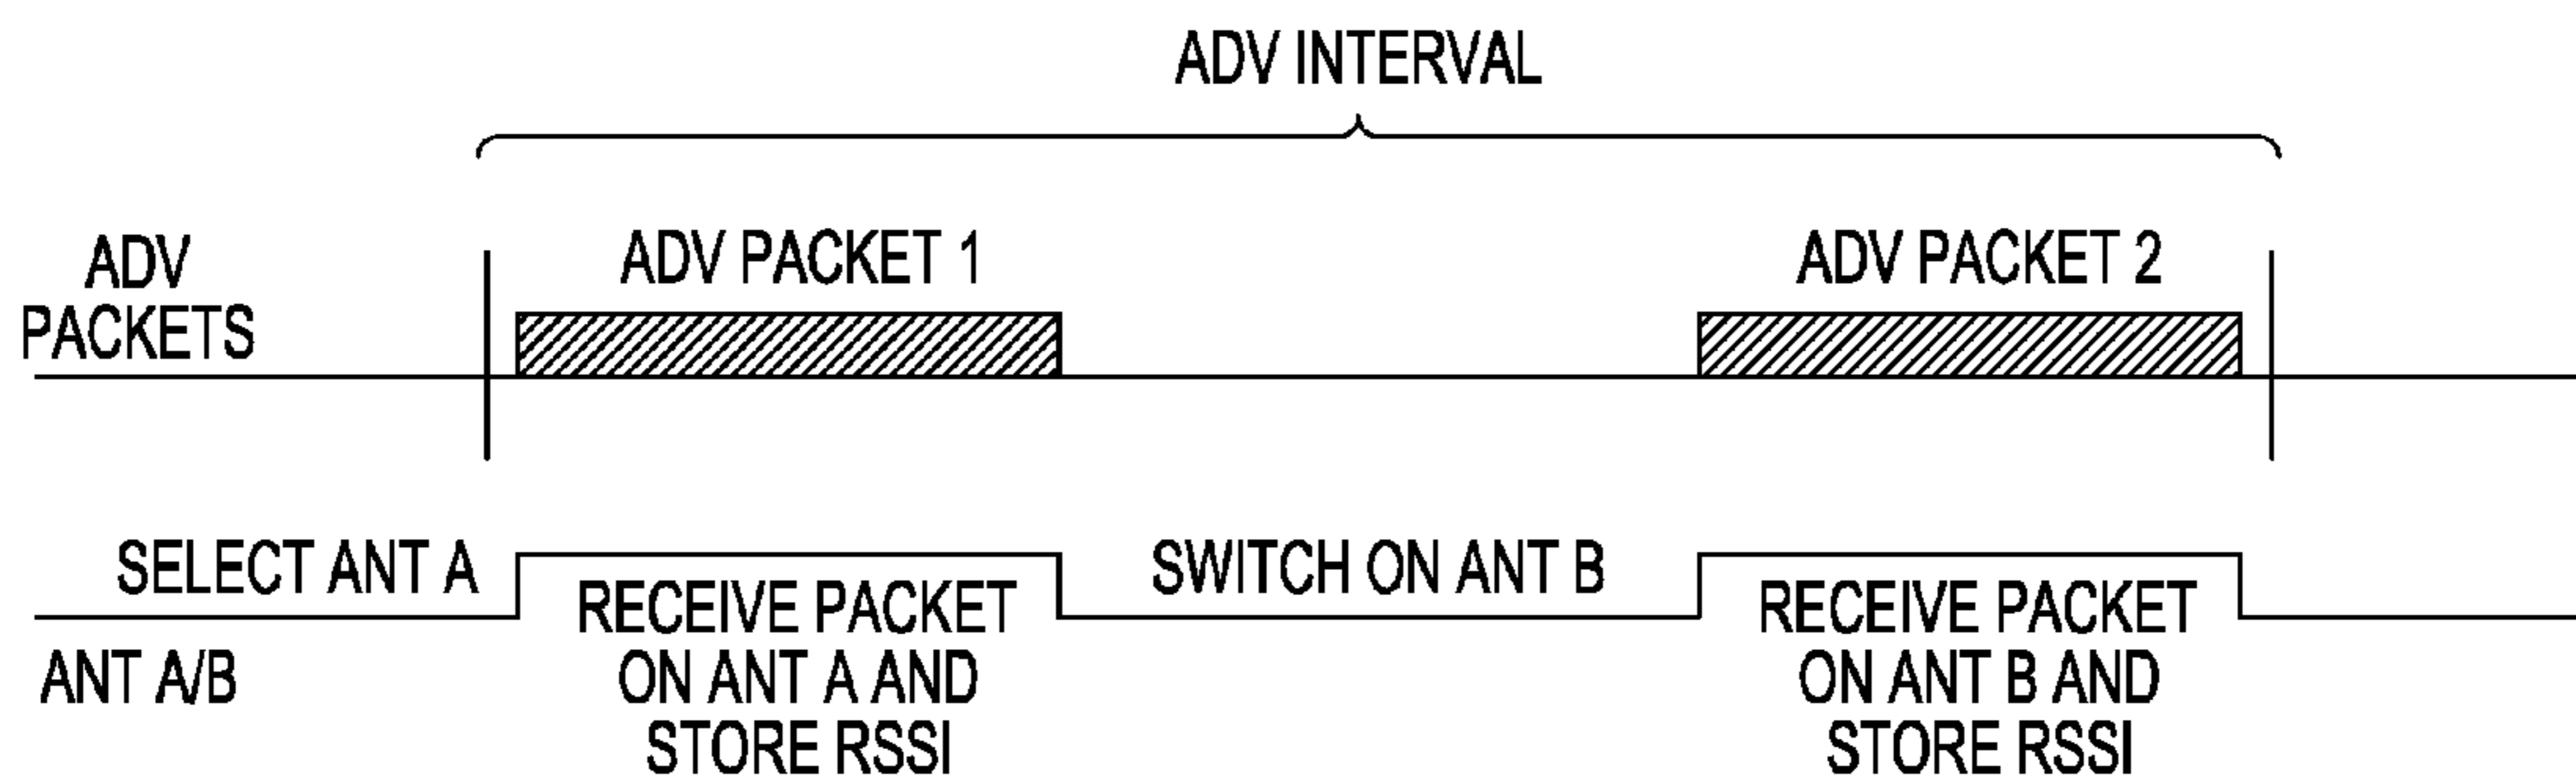 ADV INTERVAL
ADV
PACKETS
ADV PACKET 1
ADV PACKET 2
SELECT ANT A
ANT A/B
RECEIVE PACKET
ON ANT A AND
STORE RSSI
SWITCH ON ANT B
RECEIVE PACKET
ON ANT B AND
STORE RSSI